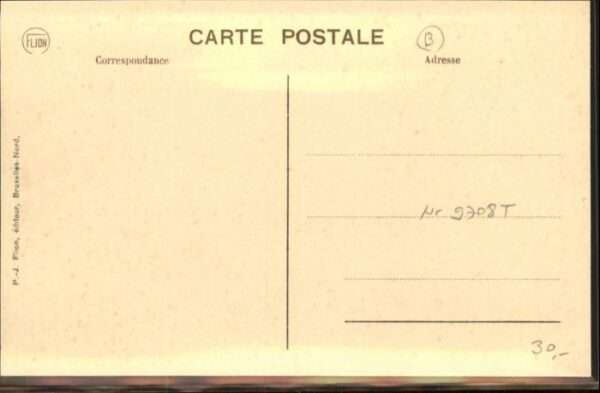 FLION
CARTE POSTALE
B
Correspondance
Adresse
P.-J. Flion, éditeur, Bruxelles-Nord.
Nr 9708T
30,-